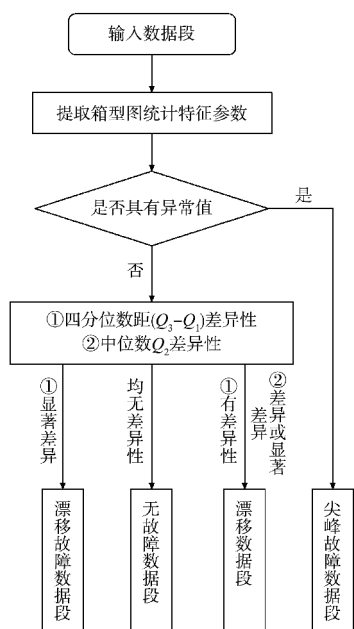 输入数据段
提取箱型图统计特征参数
是否具有异常值
是
否
①四分位数距(Q₃−Q₁)差异性
②中位数Q₂差异性
①显著差异
均无差异性
①有差异性
②差异或显著
差异
漂移故障数据段
无故障数据段
漂移数据段
尖峰故障数据段